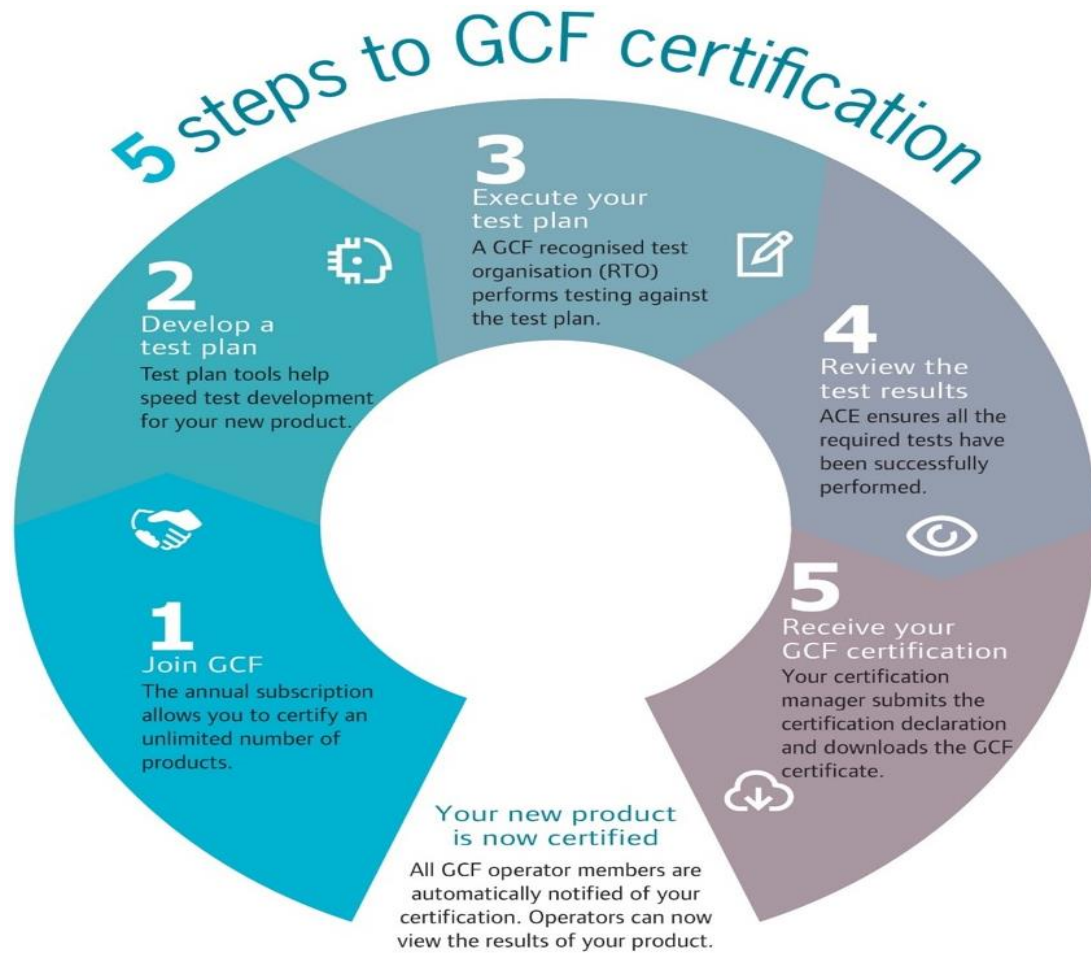 5 steps to GCF certification
1
Join GCF
The annual subscription
allows you to certify an
unlimited number of
products.
2
Develop a
test plan
Test plan tools help
speed test development
for your new product.
3
Execute your
test plan
A GCF recognised test
organisation (RTO)
performs testing against
the test plan.
4
Review the
test results
ACE ensures all the
required tests have
been successfully
performed.
5
Receive your
GCF certification
Your certification
manager submits the
certification declaration
and downloads the GCF
certificate.
Your new product
is now certified
All GCF operator members are
automatically notified of your
certification. Operators can now
view the results of your product.